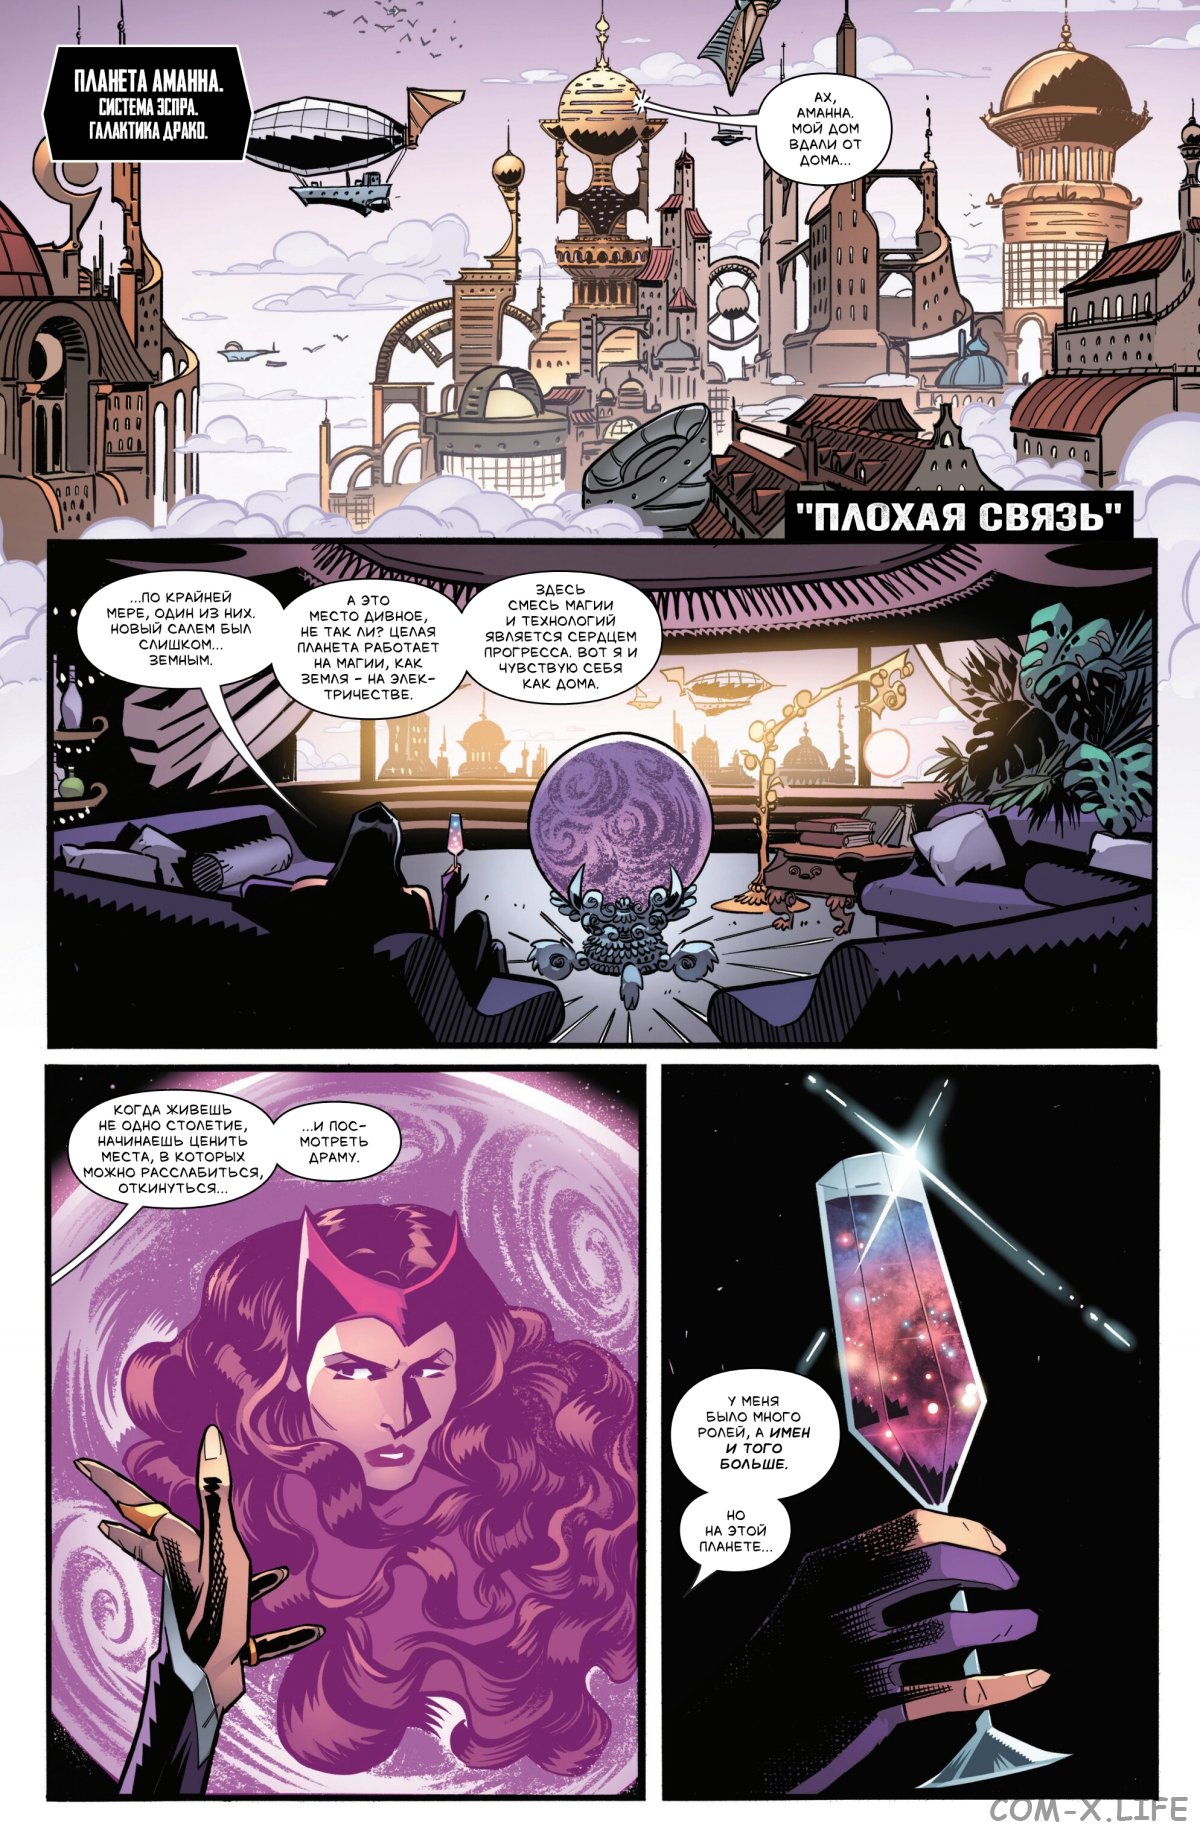 ПЛАНЕТА АМАННА.
СИСТЕМА ЭСПРА.
ГАЛАКТИКА ДРАКО.
АХ,
АМАННА.
МОЙ ДОМ
ВДАЛИ ОТ
ДОМА...
"ПЛОХАЯ СВЯЗЬ"
...ПО КРАЙНЕЙ
МЕРЕ, ОДИН ИЗ НИХ.
НОВЫЙ САЛЕМ БЫЛ
СЛИШКОМ...
ЗЕМНЫМ.
А ЭТО
МЕСТО ДИВНОЕ,
НЕ ТАК ЛИ? ЦЕЛАЯ
ПЛАНЕТА РАБОТАЕТ
НА МАГИИ, КАК
ЗЕМЛЯ - НА ЭЛЕК-
ТРИЧЕСТВЕ.
ЗДЕСЬ
СМЕСЬ МАГИИ
И ТЕХНОЛОГИЙ
ЯВЛЯЕТСЯ СЕРДЦЕМ
ПРОГРЕССА. ВОТ Я И
ЧУВСТВУЮ СЕБЯ
КАК ДОМА.
КОГДА ЖИВЕШЬ
НЕ ОДНО СТОЛЕТИЕ,
НАЧИНАЕШЬ ЦЕНИТЬ
МЕСТА, В КОТОРЫХ
МОЖНО РАССЛАБИТЬСЯ,
ОТКИНУТЬСЯ...
...И ПОС-
МОТРЕТЬ
ДРАМУ.
У МЕНЯ
БЫЛО МНОГО
РОЛЕЙ, А ИМЕН
И ТОГО
БОЛЬШЕ.
НО
НА ЭТОЙ
ПЛАНЕТЕ...
COM-X.LIFE